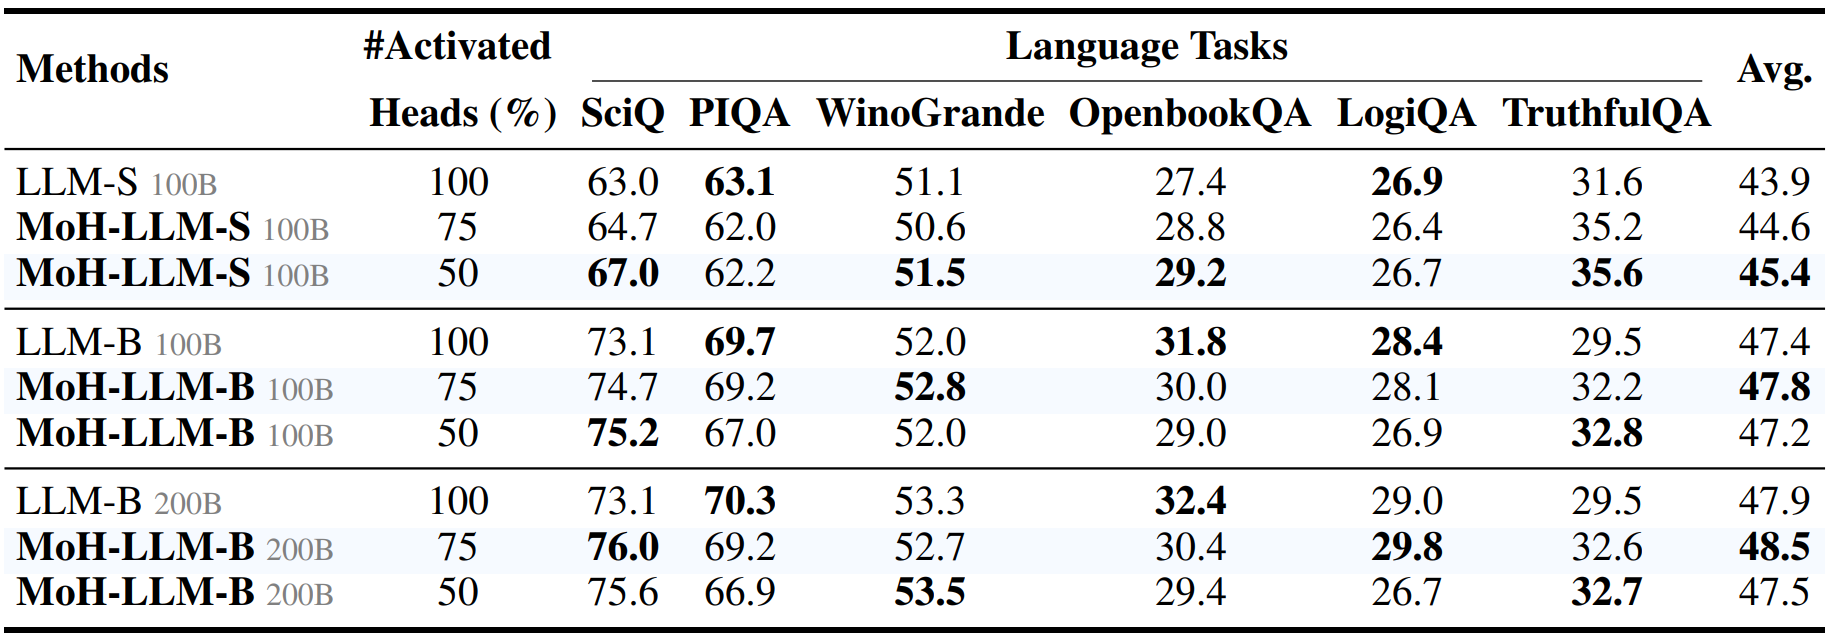 Methods #Activated Heads (%) Language Tasks Avg.
SciQ PIQA WinoGrande OpenbookQA LogiQA TruthfulQA
LLM-S 100B 100 63.0 63.1 51.1 27.4 26.9 31.6 43.9
MoH-LLM-S 100B 75 64.7 62.0 50.6 28.8 26.4 35.2 44.6
MoH-LLM-S 100B 50 67.0 62.2 51.5 29.2 26.7 35.6 45.4
LLM-B 100B 100 73.1 69.7 52.0 31.8 28.4 29.5 47.4
MoH-LLM-B 100B 75 74.7 69.2 52.8 30.0 28.1 32.2 47.8
MoH-LLM-B 100B 50 75.2 67.0 52.0 29.0 26.9 32.8 47.2
LLM-B 200B 100 73.1 70.3 53.3 32.4 29.0 29.5 47.9
MoH-LLM-B 200B 75 76.0 69.2 52.7 30.4 29.8 32.6 48.5
MoH-LLM-B 200B 50 75.6 66.9 53.5 29.4 26.7 32.7 47.5